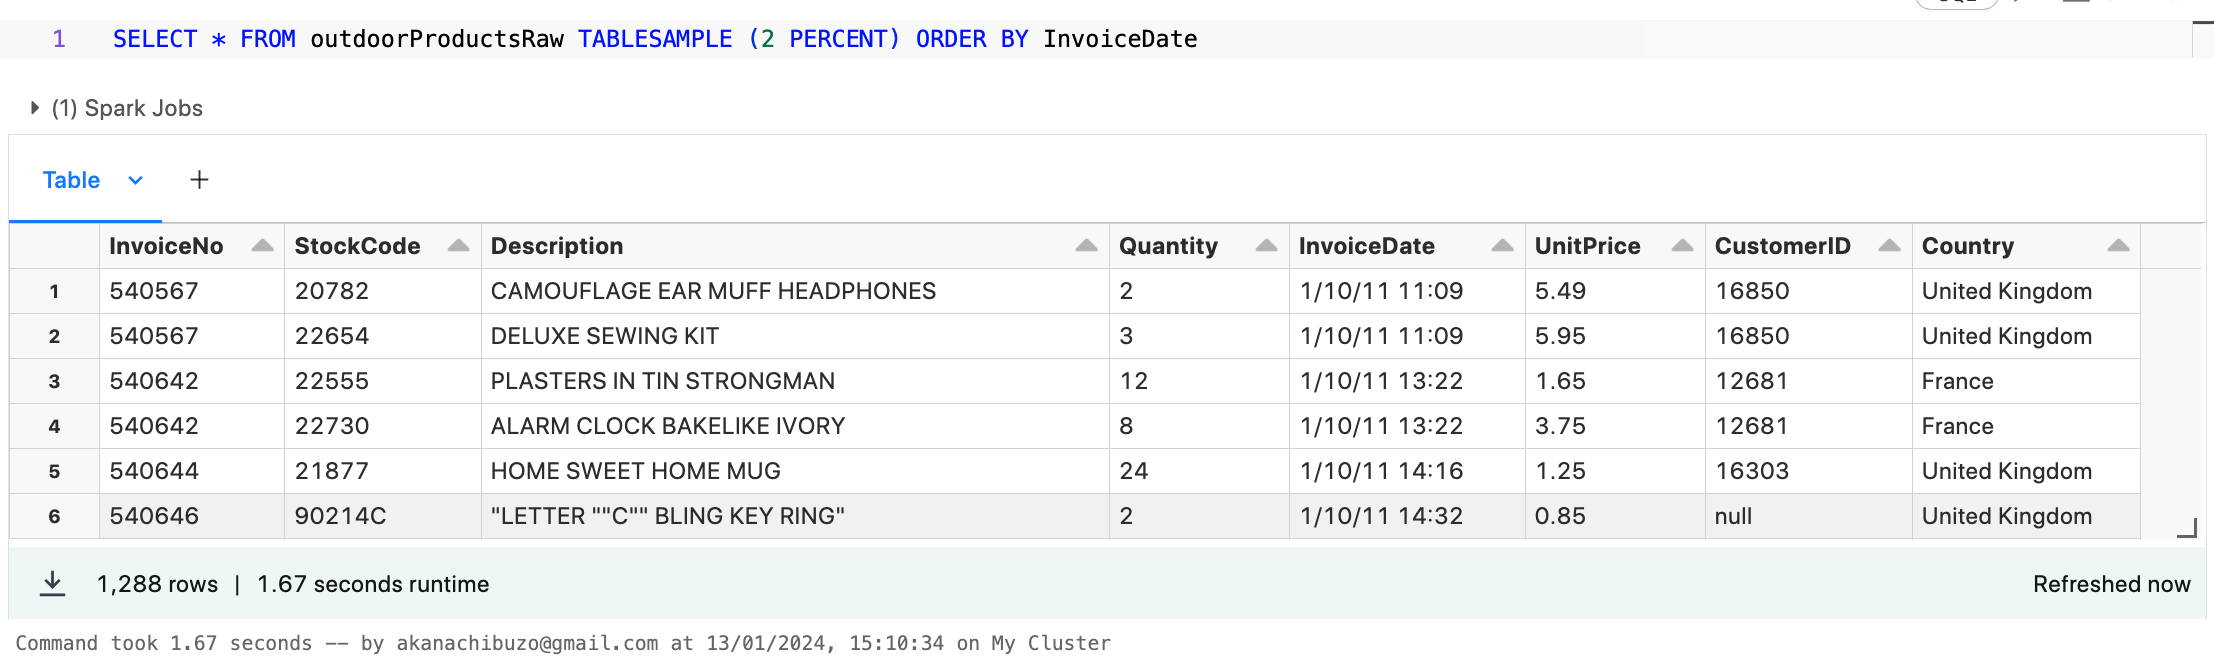 1 SELECT * FROM outdoorProductsRaw TABLESAMPLE (2 PERCENT) ORDER BY InvoiceDate
(1) Spark Jobs
Table +
InvoiceNo StockCode Description Quantity InvoiceDate UnitPrice CustomerID Country
1 540567 20782 CAMOUFLAGE EAR MUFF HEADPHONES 2 1/10/11 11:09 5.49 16850 United Kingdom
2 540567 22654 DELUXE SEWING KIT 3 1/10/11 11:09 5.95 16850 United Kingdom
3 540642 22555 PLASTERS IN TIN STRONGMAN 12 1/10/11 13:22 1.65 12681 France
4 540642 22730 ALARM CLOCK BAKELIKE IVORY 8 1/10/11 13:22 3.75 12681 France
5 540644 21877 HOME SWEET HOME MUG 24 1/10/11 14:16 1.25 16303 United Kingdom
6 540646 90214C "LETTER ""C"" BLING KEY RING" 2 1/10/11 14:32 0.85 null United Kingdom
1,288 rows | 1.67 seconds runtime Refreshed now
Command took 1.67 seconds -- by akanachibuzo@gmail.com at 13/01/2024, 15:10:34 on My Cluster